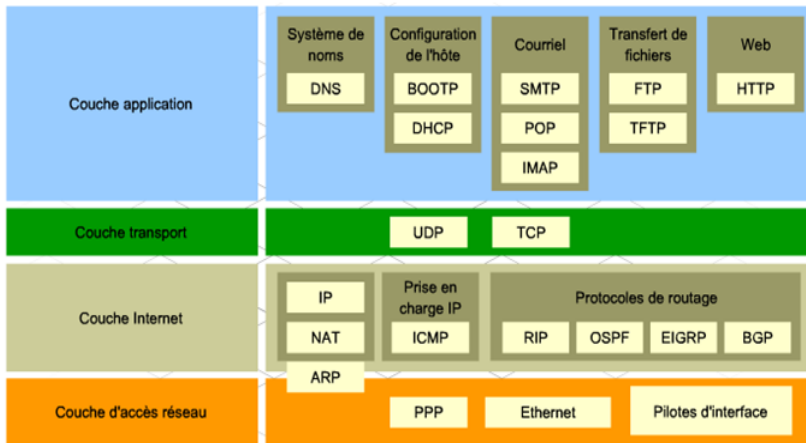 Couche application
Système de
noms
DNS
Configuration
de l'hôte
BOOTP
DHCP
Courriel
SMTP
POP
IMAP
Transfert de
fichiers
FTP
TFTP
Web
HTTP
Couche transport
UDP
TCP
Couche Internet
IP
NAT
ARP
Prise en
charge IP
ICMP
Protocoles de routage
RIP
OSPF
EIGRP
BGP
Couche d'accès réseau
PPP
Ethernet
Pilotes d'interface